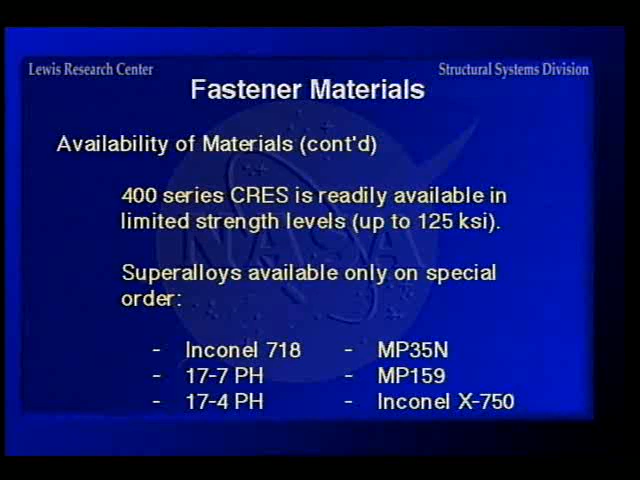 Lewis Research Center
Structural Systems Division
Fastener Materials
Availability of Materials (cont'd)
400 series CRES is readily available in
limited strength levels (up to 125 ksi).
Superalloys available only on special
order:
- Inconel 718 - MP35N
- 17-7 PH - MP159
- 17-4 PH - Inconel X-750
NASA